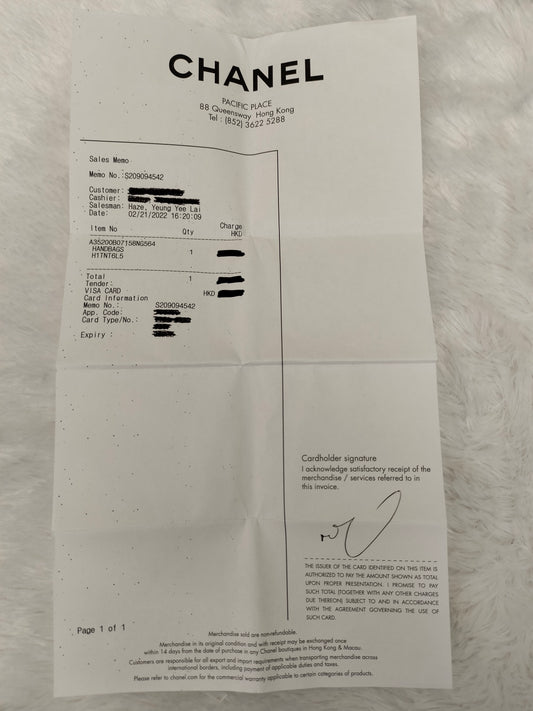 CHANEL
PACIFIC PLACE
88 Queensway Hong Kong
Tel : (852) 3622 5288
Sales Memo
Memo No.:S209094542
Customer:
Cashier:
Salesman: Haze, Yeung Yee Lai
Date: 02/21/2022 16:20:09
Item No Qty Charge
HKD
A35200B07158NG564
HANDBAGS 1
H1TNT6L5
Total 1
Tender:
VISA CARD HKD
Card Information
Memo No.: S209094542
App. Code:
Card Type/No.:
Expiry :
Cardholder signature
I acknowledge satisfactory receipt of the
merchandise / services referred to in
this invoice.
THE ISSUER OF THE CARD IDENTIFIED ON THIS ITEM IS
AUTHORIZED TO PAY THE AMOUNT SHOWN AS TOTAL
UPON PROPER PRESENTATION. I PROMISE TO PAY
SUCH TOTAL (TOGETHER WITH ANY OTHER CHARGES
DUE THEREON) SUBJECT TO AND IN ACCORDANCE
WITH THE AGREEMENT GOVERNING THE USE OF
SUCH CARD.
Page 1 of 1
Merchandise sold are non-refundable.
Merchandise in its original condition and with receipt may be exchanged once
within 14 days from the date of purchase in any Chanel boutiques in Hong Kong & Macau.
Customers are responsible for all export and import requirements when transporting merchandise across
international borders, including payment of applicable duties and taxes.
Please refer to chanel.com for the commercial warranty applicable to certain categories of products.